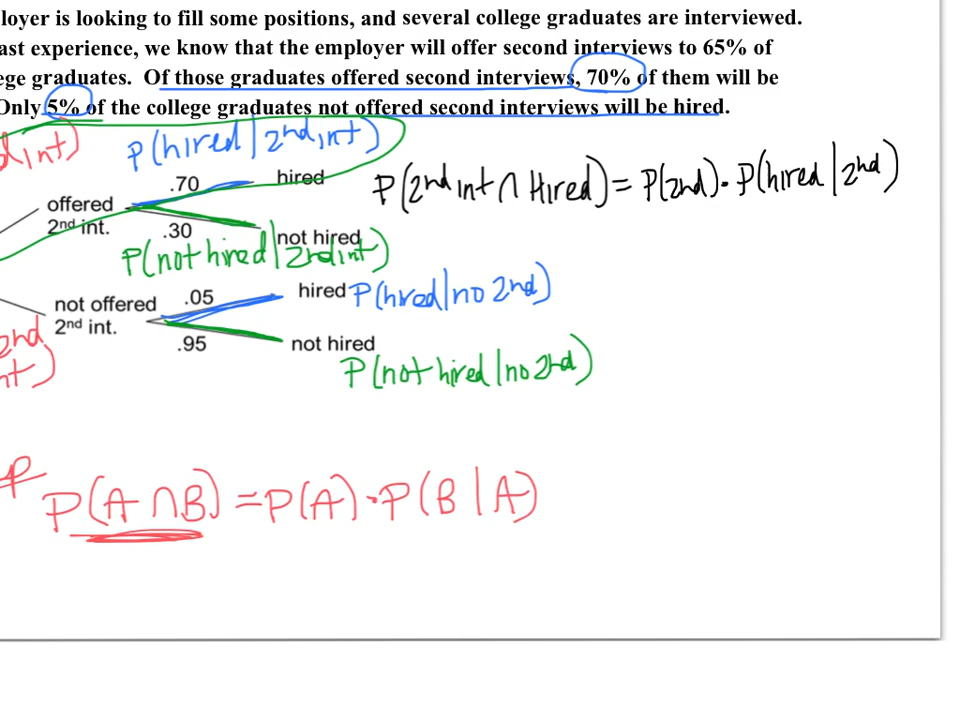 loyer is looking to fill some positions, and several college graduates are interviewed.
ast experience, we know that the employer will offer second interviews to 65% of
ege graduates. Of those graduates offered second interviews, 70% of them will be
Only 5% of the college graduates not offered second interviews will be hired.
dint) P(hired|2nd int)
.70 hired
P(2nd int ∩ Hired) = P(2nd) · P(hired|2nd)
offered
2nd int.
.30 not hired
P(not hired|2nd int)
not offered .05 hired P(hired|no 2nd)
2nd int.
2nd
nt)
.95 not hired
P(not hired|no 2nd)
P(A ∩ B) = P(A) · P(B|A)